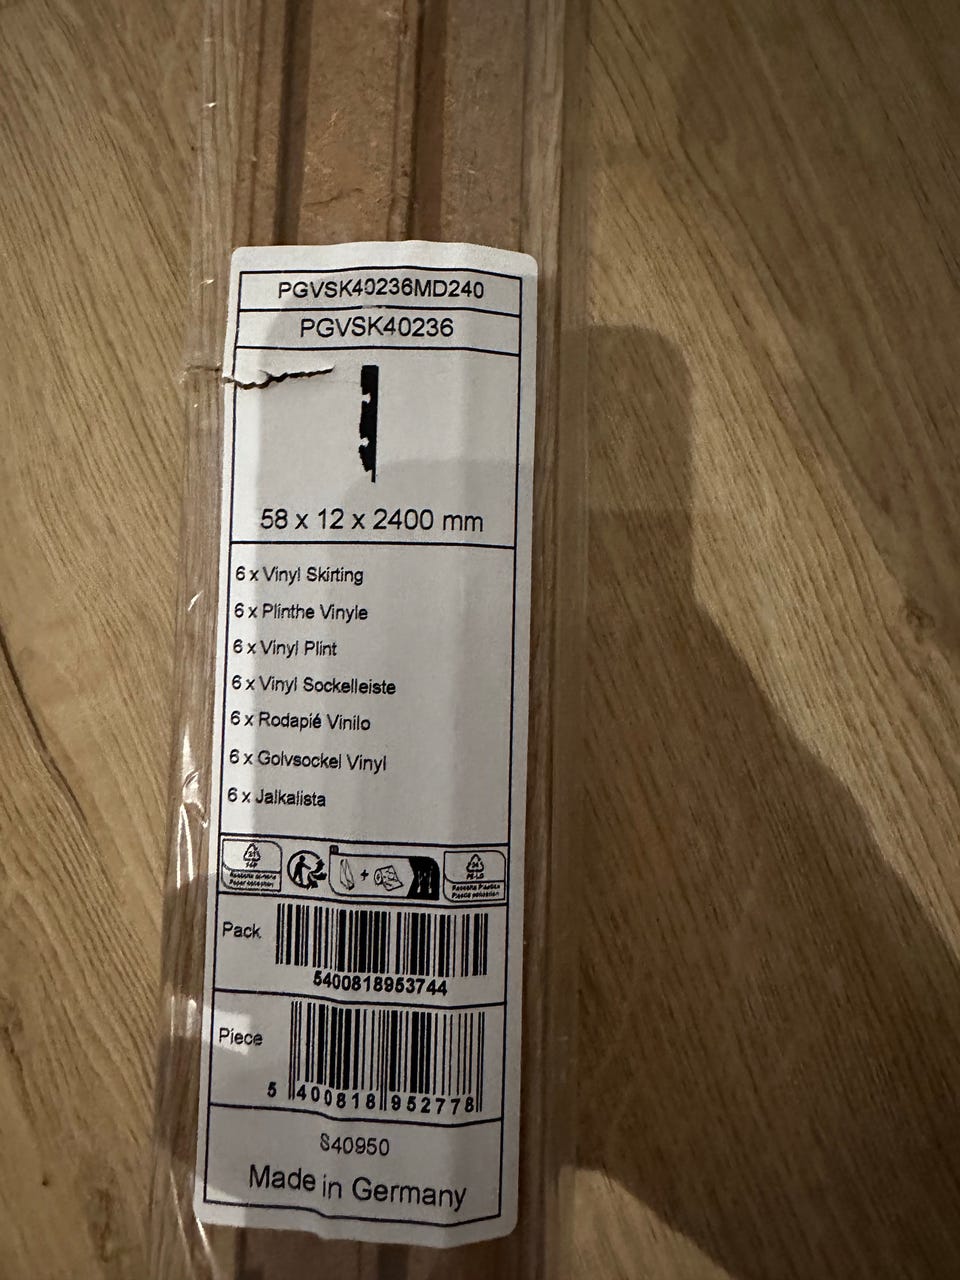 PGVSK40236MD240
PGVSK40236
58 x 12 x 2400 mm
6 x Vinyl Skirting
6 x Plinthe Vinyle
6 x Vinyl Plint
6 x Vinyl Sockelleiste
6 x Rodapié Vinilo
6 x Golvsockel Vinyl
6 x Jalkalista
Pack
5400818953744
Piece
5 400818 952778
S40950
Made in Germany